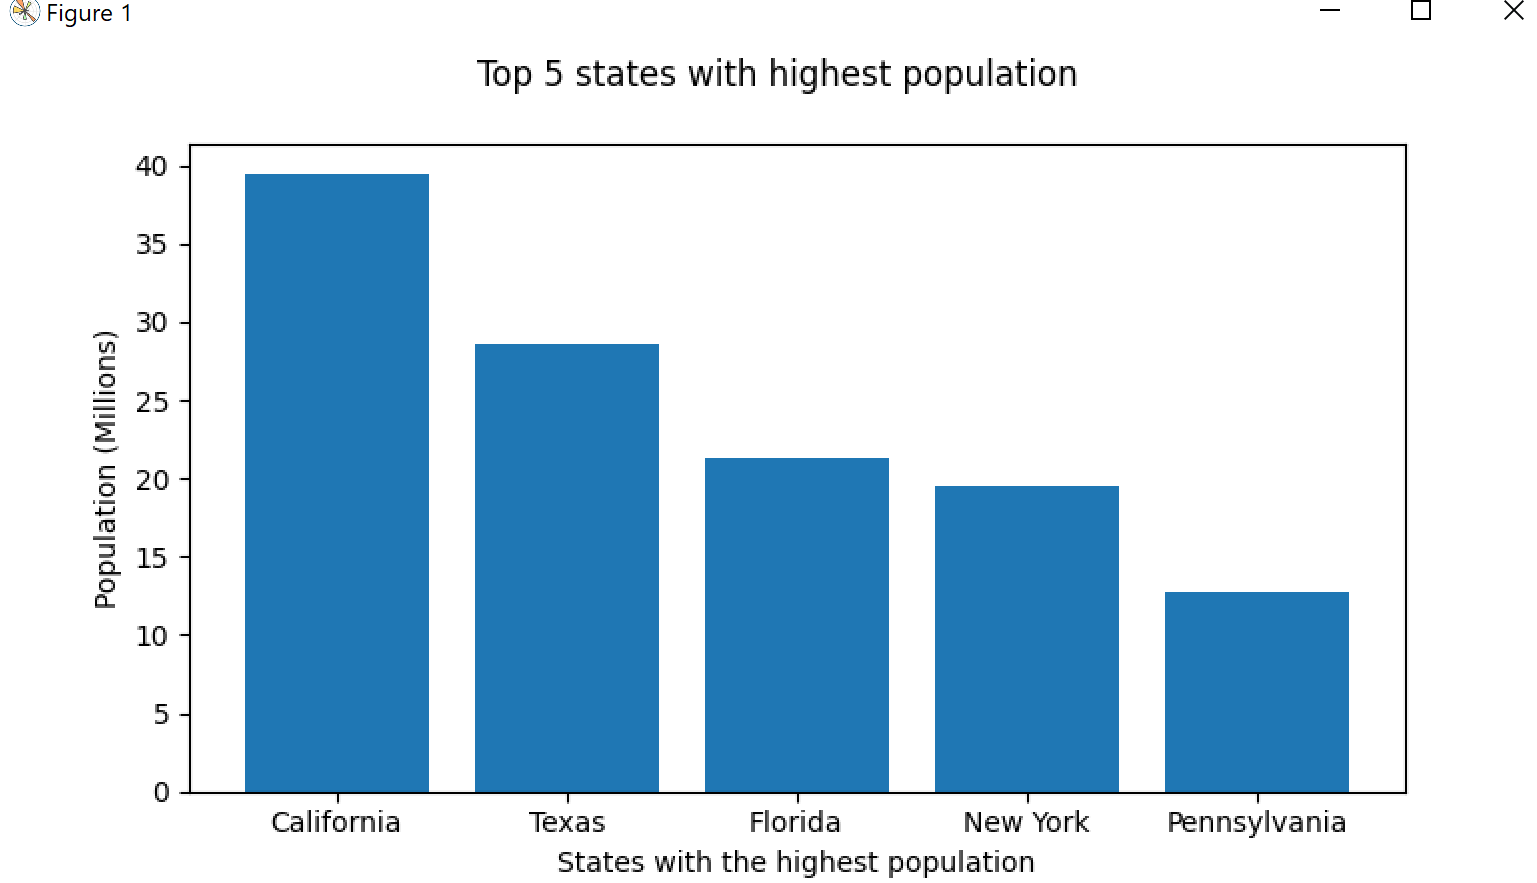 Figure 1
Top 5 states with highest population
40
35
30
25
20
15
10
5
0
Population (Millions)
California Texas Florida New York Pennsylvania
States with the highest population